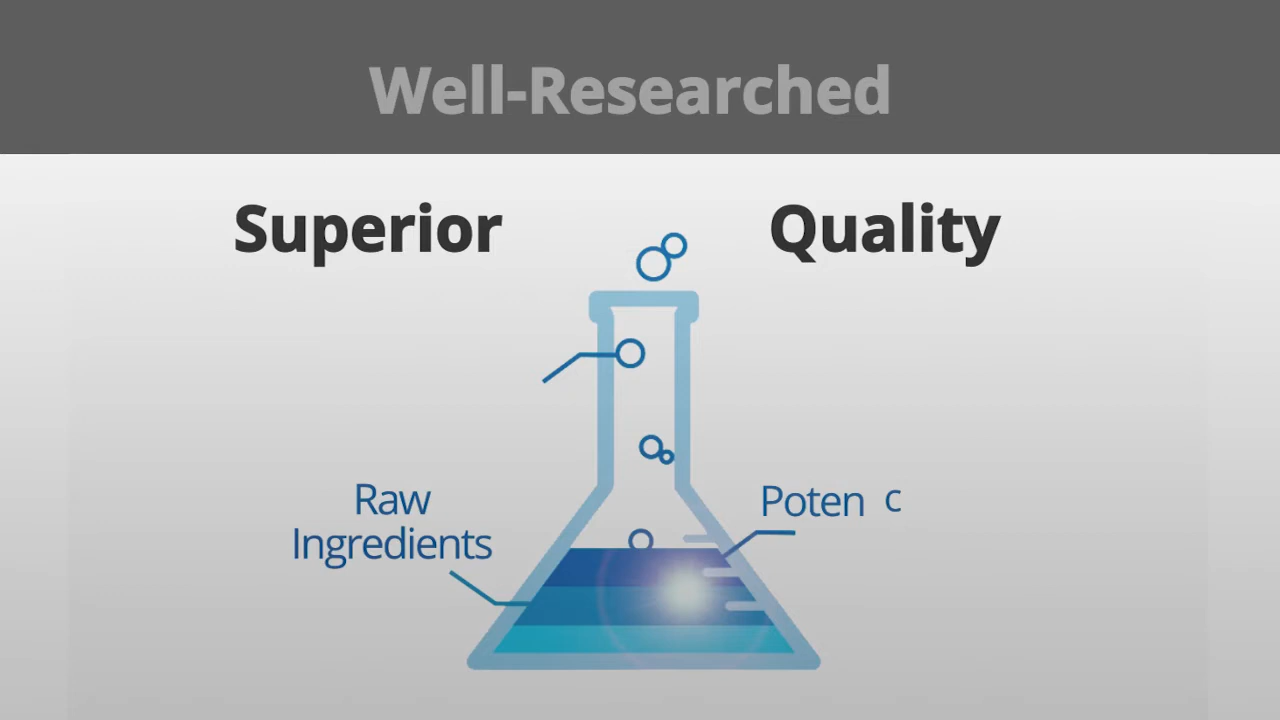 Well-Researched
Superior Quality
Raw
Ingredients
Poten c